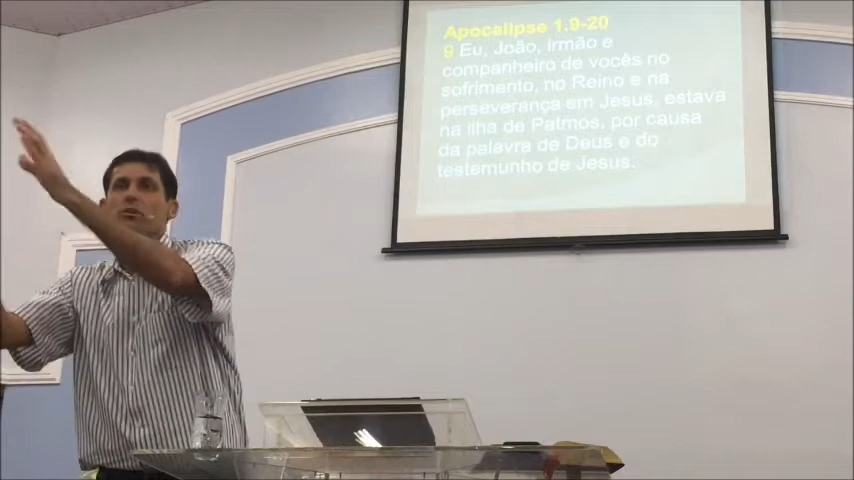 Apocalipse 1.9-20
9 Eu, João, irmão e
companheiro de vocês no
sofrimento, no Reino e na
perseverança em Jesus, estava
na ilha de Patmos, por causa
da palavra de Deus e do
testemunho de Jesus.